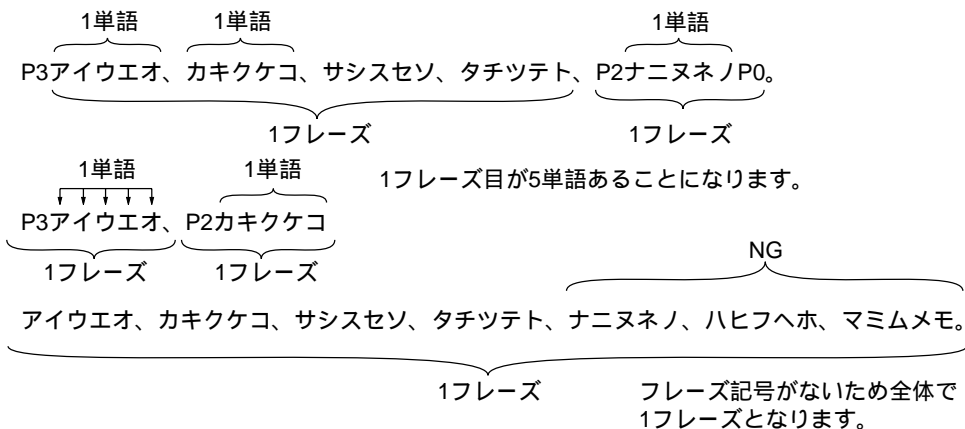 1単語 1単語 1単語
P3アイウエオ、カキクケコ、サシスセソ、タチツテト、P2ナニヌネノP0。
1フレーズ 1フレーズ
1単語 1単語 1フレーズ目が5単語あることになります。
P3アイウエオ、P2カキクケコ
1フレーズ 1フレーズ
NG
アイウエオ、カキクケコ、サシスセソ、タチツテト、ナニヌネノ、ハヒフヘホ、マミムメモ。
1フレーズ フレーズ記号がないため全体で
1フレーズとなります。